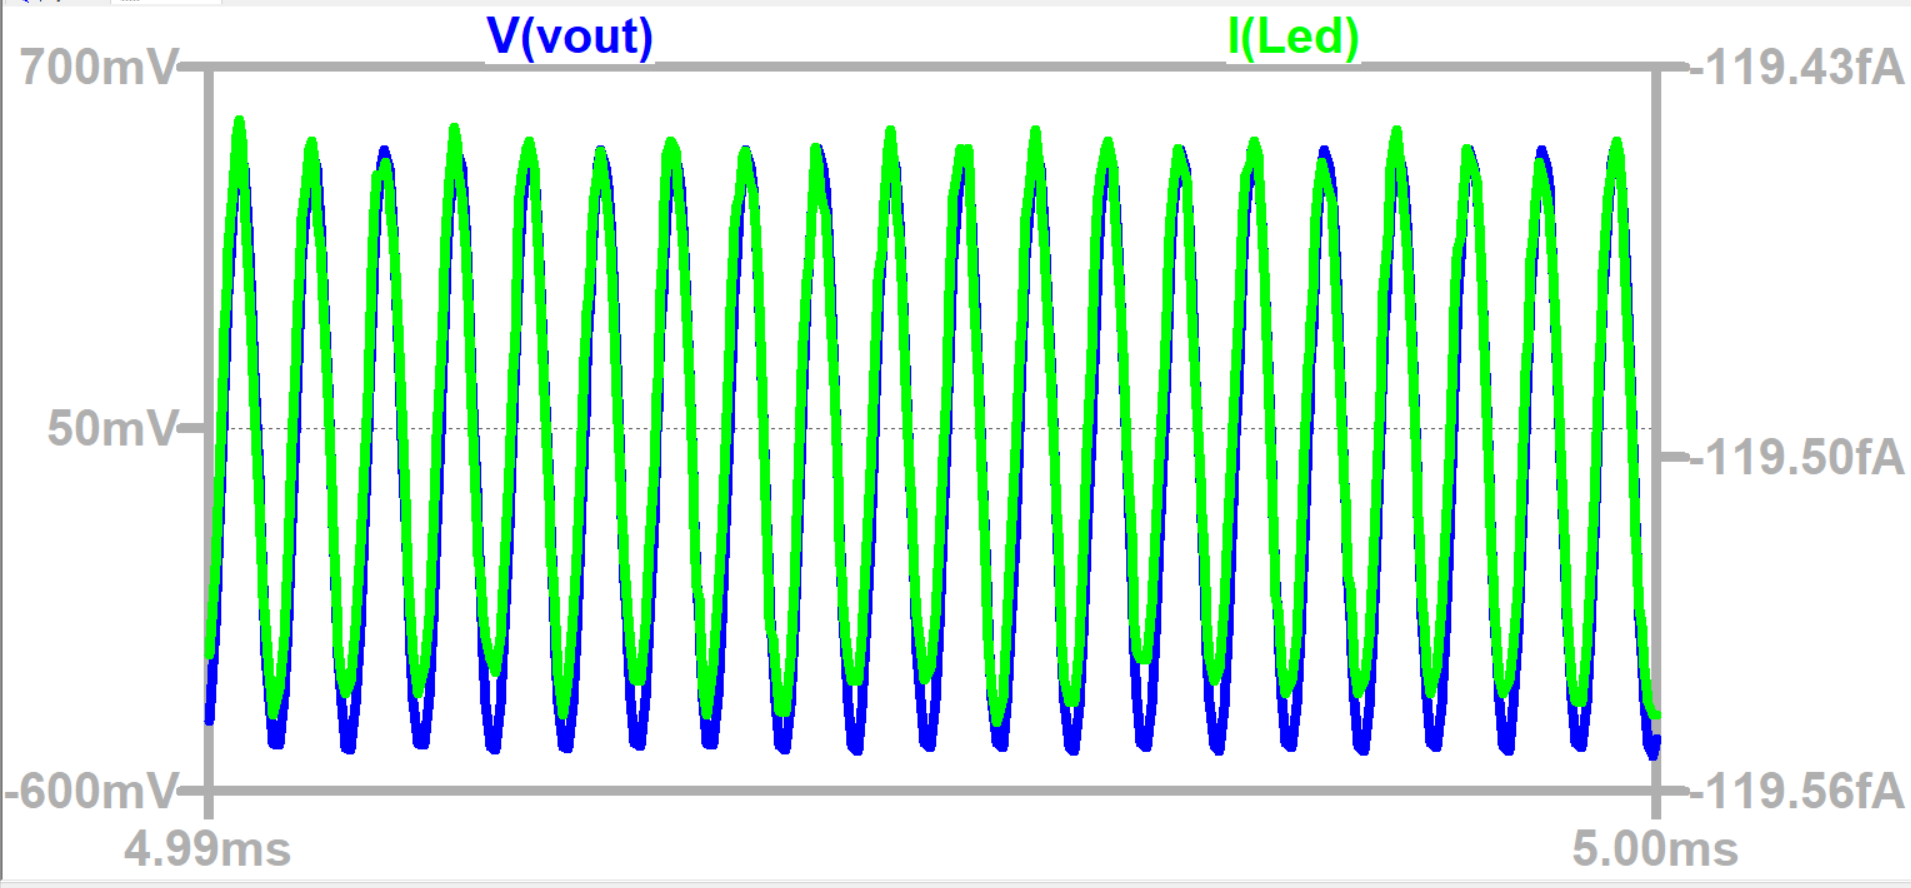 V(vout) I(Led)
700mV -119.43fA
50mV
-119.50fA
-600mV -119.56fA
4.99ms 5.00ms